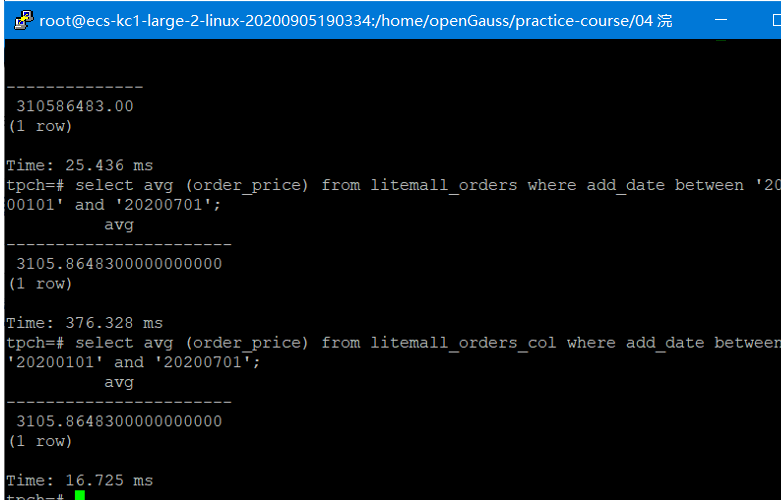 root@ecs-kc1-large-2-linux-20200905190334:/home/openGauss/practice-course/04 浣
--------------
310586483.00
(1 row)
Time: 25.436 ms
tpch=# select avg (order_price) from litemall_orders where add_date between '20
00101' and '20200701';
avg
-----------------------
3105.8648300000000000
(1 row)
Time: 376.328 ms
tpch=# select avg (order_price) from litemall_orders_col where add_date between
'20200101' and '20200701';
avg
-----------------------
3105.8648300000000000
(1 row)
Time: 16.725 ms
tpch=#